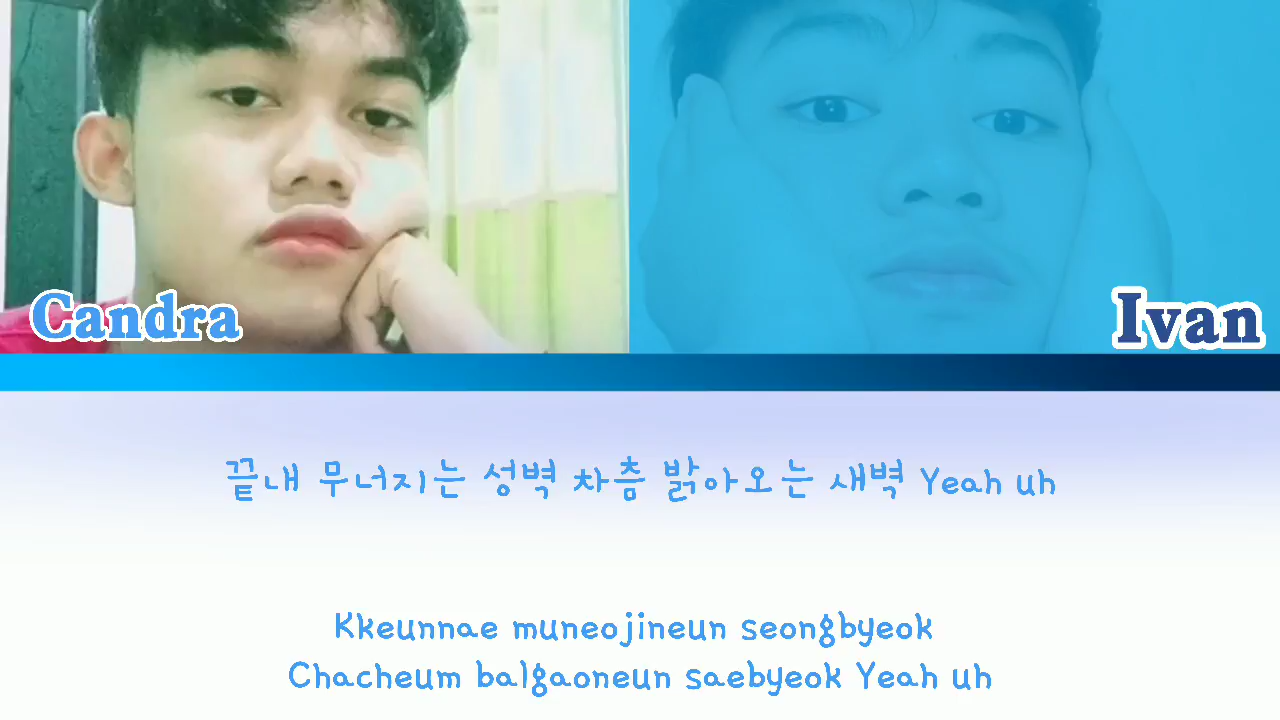 Candra
Ivan
끝내 무너지는 성벽 차츰 밝아오는 새벽 Yeah uh
Kkeunnae muneojineun seongbyeok
Chacheum balgaoneun saebyeok Yeah uh